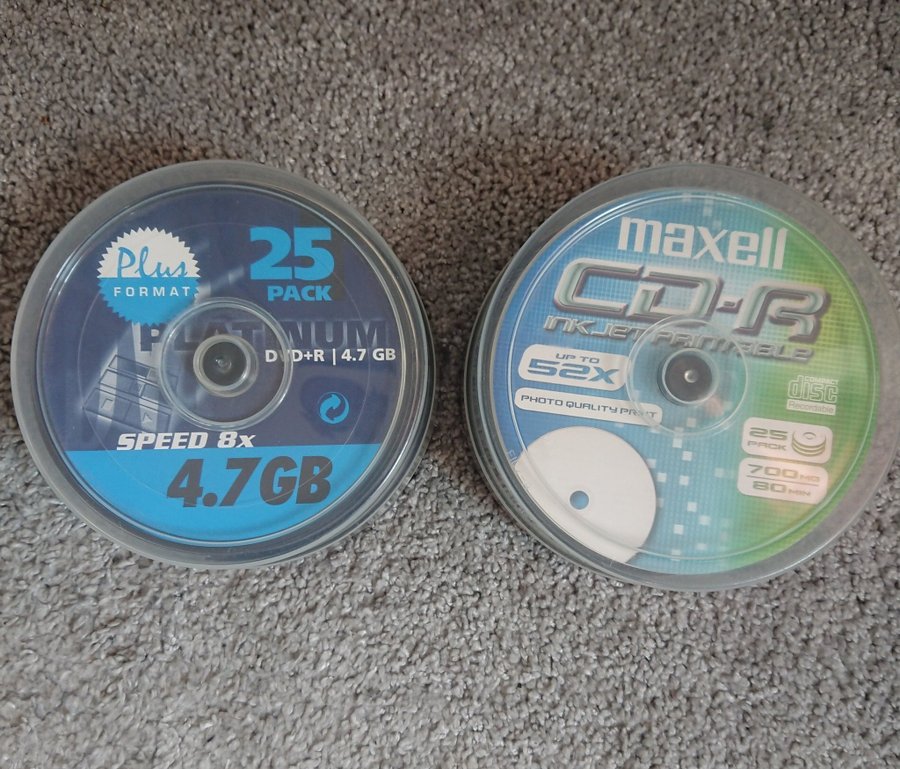 Plus
FORMAT
25
PACK
PLATINUM
DVD+R | 4.7 GB
SPEED 8x
4.7GB
maxell
CD-R
INKJET PRINTABLE
UP TO
52X
PHOTO QUALITY PRINT
COMPACT
disc
Recordable
25
PACK
700MB
80MIN